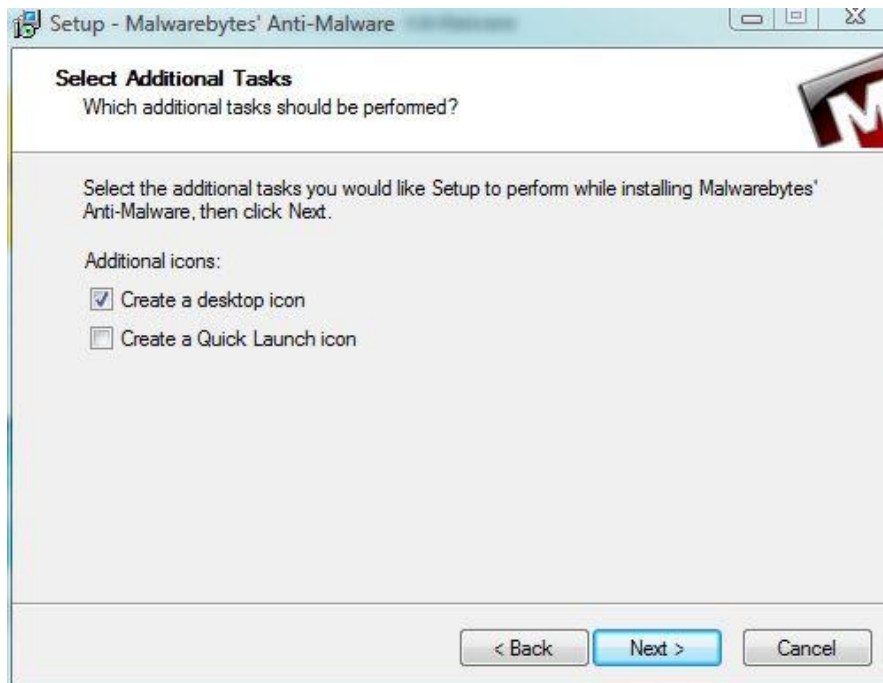 Setup - Malwarebytes' Anti-Malware
Select Additional Tasks
Which additional tasks should be performed?
M
Select the additional tasks you would like Setup to perform while installing Malwarebytes'
Anti-Malware, then click Next.
Additional icons:
Create a desktop icon
Create a Quick Launch icon
< Back Next > Cancel